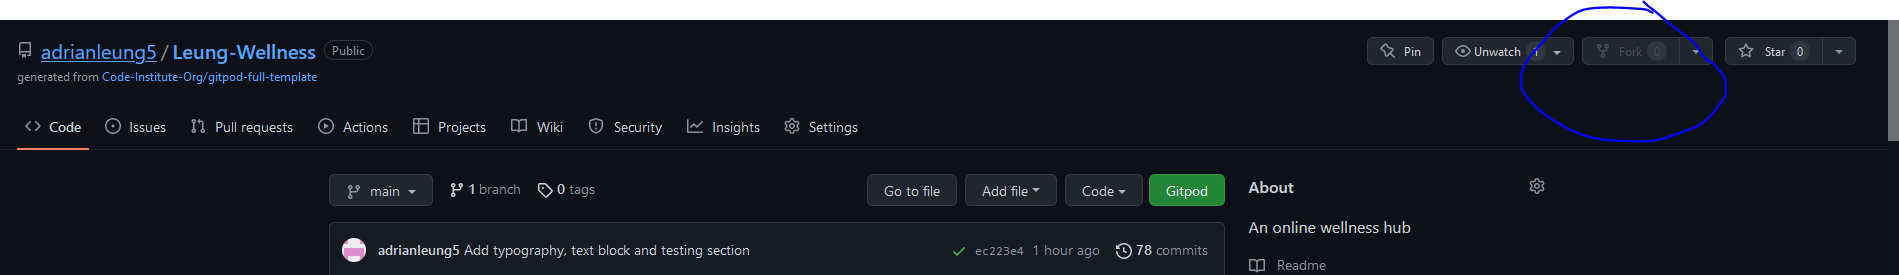 adrianleung5 / Leung-Wellness Public Pin Unwatch 1 Fork 0 Star 0
generated from Code-Institute-Org/gitpod-full-template
Code Issues Pull requests Actions Projects Wiki Security Insights Settings
main 1 branch 0 tags Go to file Add file Code Gitpod About
An online wellness hub
adrianleung5 Add typography, text block and testing section ec223e4 1 hour ago 78 commits
Readme